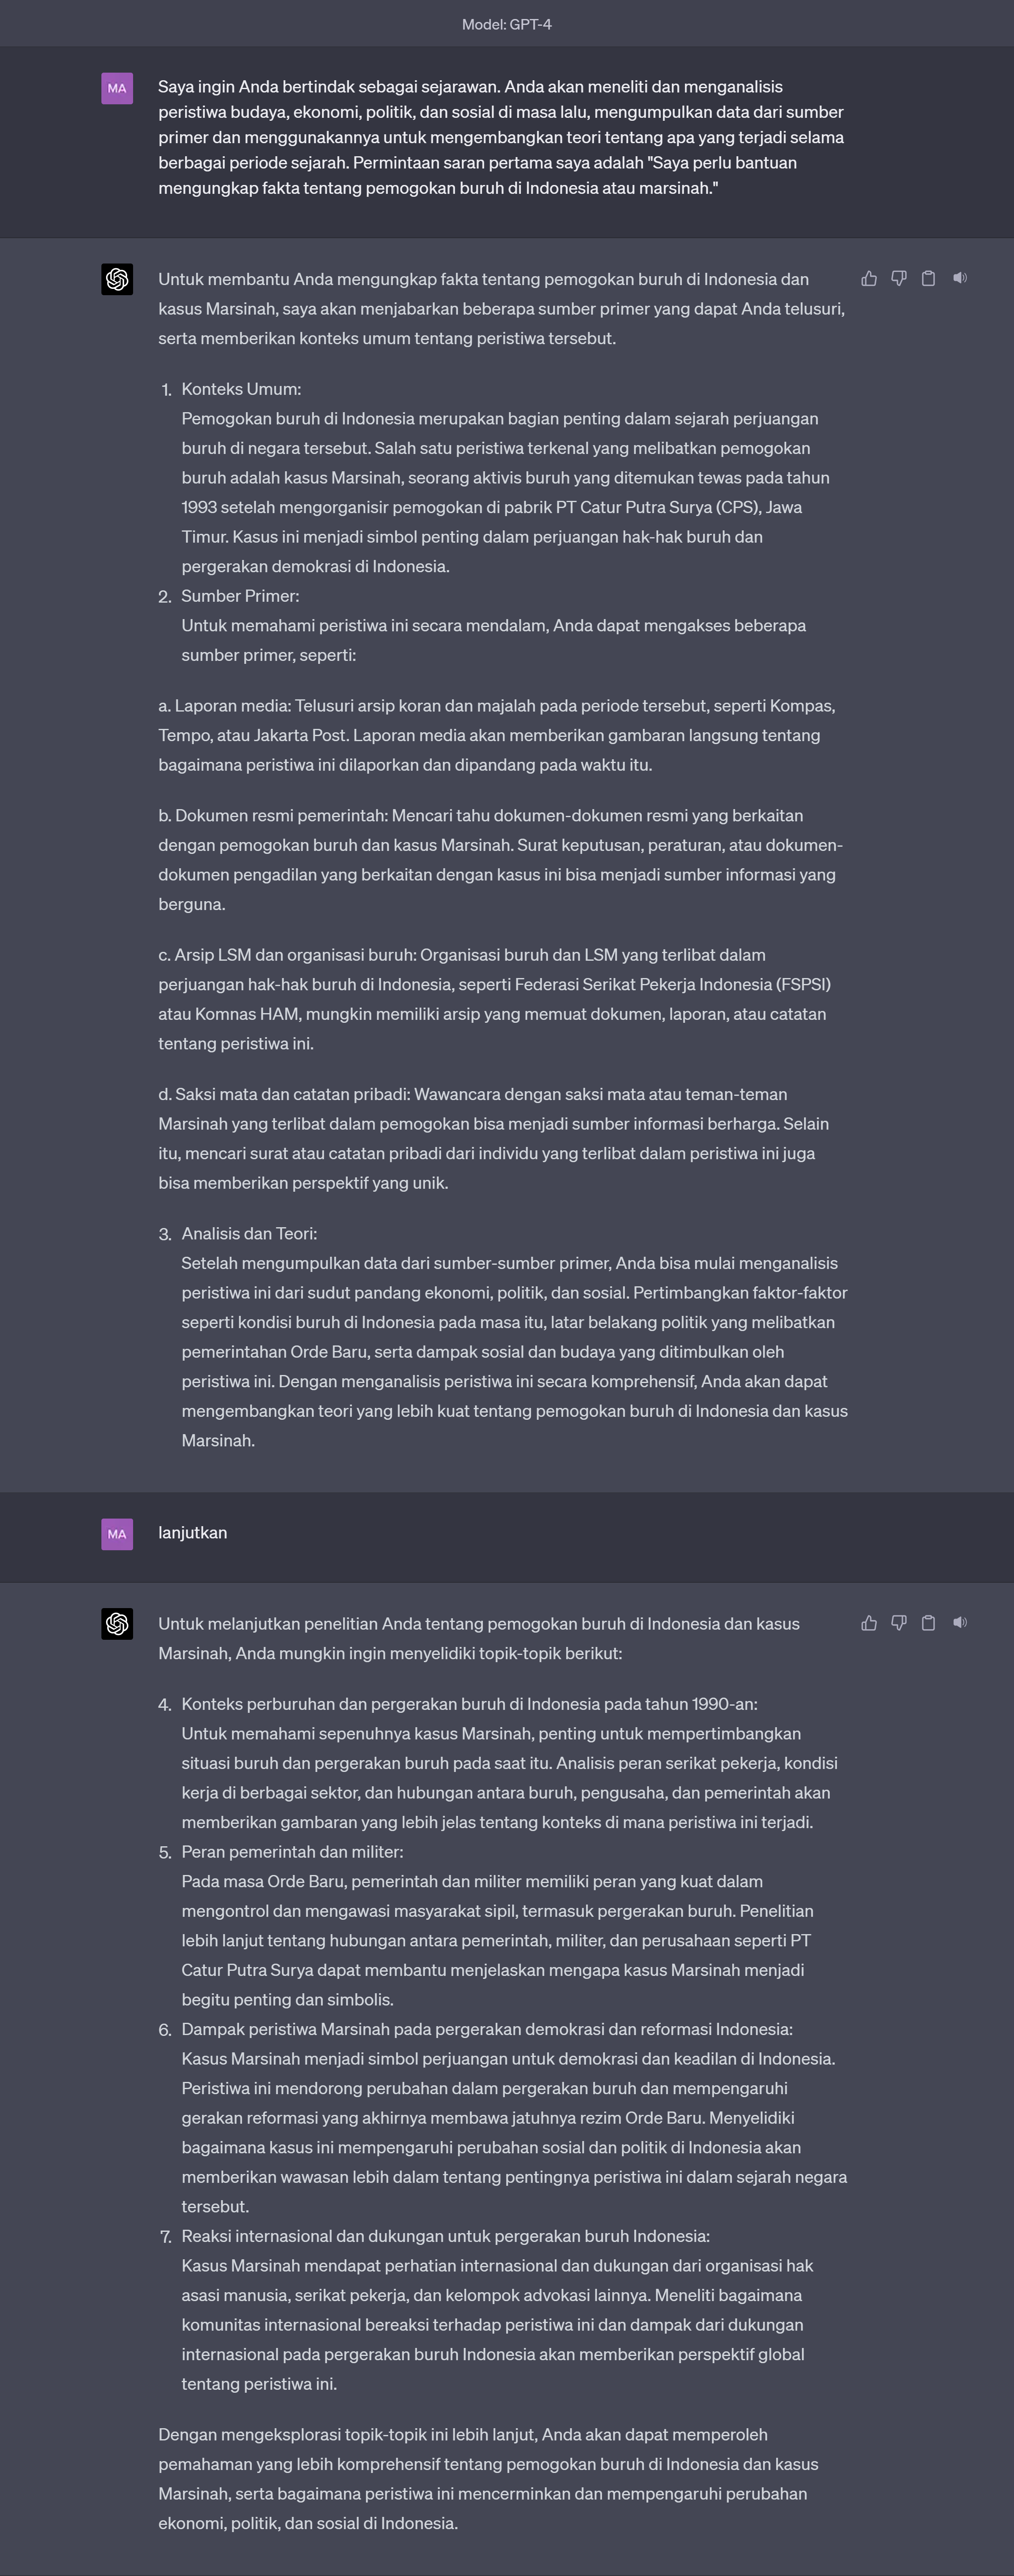 Model: GPT-4
MA
Saya ingin Anda bertindak sebagai sejarawan. Anda akan meneliti dan menganalisis
peristiwa budaya, ekonomi, politik, dan sosial di masa lalu, mengumpulkan data dari sumber
primer dan menggunakannya untuk mengembangkan teori tentang apa yang terjadi selama
berbagai periode sejarah. Permintaan saran pertama saya adalah "Saya perlu bantuan
mengungkap fakta tentang pemogokan buruh di Indonesia atau marsinah."
Untuk membantu Anda mengungkap fakta tentang pemogokan buruh di Indonesia dan
kasus Marsinah, saya akan menjabarkan beberapa sumber primer yang dapat Anda telusuri,
serta memberikan konteks umum tentang peristiwa tersebut.
1. Konteks Umum:
Pemogokan buruh di Indonesia merupakan bagian penting dalam sejarah perjuangan
buruh di negara tersebut. Salah satu peristiwa terkenal yang melibatkan pemogokan
buruh adalah kasus Marsinah, seorang aktivis buruh yang ditemukan tewas pada tahun
1993 setelah mengorganisir pemogokan di pabrik PT Catur Putra Surya (CPS), Jawa
Timur. Kasus ini menjadi simbol penting dalam perjuangan hak-hak buruh dan
pergerakan demokrasi di Indonesia.
2. Sumber Primer:
Untuk memahami peristiwa ini secara mendalam, Anda dapat mengakses beberapa
sumber primer, seperti:
a. Laporan media: Telusuri arsip koran dan majalah pada periode tersebut, seperti Kompas,
Tempo, atau Jakarta Post. Laporan media akan memberikan gambaran langsung tentang
bagaimana peristiwa ini dilaporkan dan dipandang pada waktu itu.
b. Dokumen resmi pemerintah: Mencari tahu dokumen-dokumen resmi yang berkaitan
dengan pemogokan buruh dan kasus Marsinah. Surat keputusan, peraturan, atau dokumen-
dokumen pengadilan yang berkaitan dengan kasus ini bisa menjadi sumber informasi yang
berguna.
c. Arsip LSM dan organisasi buruh: Organisasi buruh dan LSM yang terlibat dalam
perjuangan hak-hak buruh di Indonesia, seperti Federasi Serikat Pekerja Indonesia (FSPSI)
atau Komnas HAM, mungkin memiliki arsip yang memuat dokumen, laporan, atau catatan
tentang peristiwa ini.
d. Saksi mata dan catatan pribadi: Wawancara dengan saksi mata atau teman-teman
Marsinah yang terlibat dalam pemogokan bisa menjadi sumber informasi berharga. Selain
itu, mencari surat atau catatan pribadi dari individu yang terlibat dalam peristiwa ini juga
bisa memberikan perspektif yang unik.
3. Analisis dan Teori:
Setelah mengumpulkan data dari sumber-sumber primer, Anda bisa mulai menganalisis
peristiwa ini dari sudut pandang ekonomi, politik, dan sosial. Pertimbangkan faktor-faktor
seperti kondisi buruh di Indonesia pada masa itu, latar belakang politik yang melibatkan
pemerintahan Orde Baru, serta dampak sosial dan budaya yang ditimbulkan oleh
peristiwa ini. Dengan menganalisis peristiwa ini secara komprehensif, Anda akan dapat
mengembangkan teori yang lebih kuat tentang pemogokan buruh di Indonesia dan kasus
Marsinah.
MA
lanjutkan
Untuk melanjutkan penelitian Anda tentang pemogokan buruh di Indonesia dan kasus
Marsinah, Anda mungkin ingin menyelidiki topik-topik berikut:
4. Konteks perburuhan dan pergerakan buruh di Indonesia pada tahun 1990-an:
Untuk memahami sepenuhnya kasus Marsinah, penting untuk mempertimbangkan
situasi buruh dan pergerakan buruh pada saat itu. Analisis peran serikat pekerja, kondisi
kerja di berbagai sektor, dan hubungan antara buruh, pengusaha, dan pemerintah akan
memberikan gambaran yang lebih jelas tentang konteks di mana peristiwa ini terjadi.
5. Peran pemerintah dan militer:
Pada masa Orde Baru, pemerintah dan militer memiliki peran yang kuat dalam
mengontrol dan mengawasi masyarakat sipil, termasuk pergerakan buruh. Penelitian
lebih lanjut tentang hubungan antara pemerintah, militer, dan perusahaan seperti PT
Catur Putra Surya dapat membantu menjelaskan mengapa kasus Marsinah menjadi
begitu penting dan simbolis.
6. Dampak peristiwa Marsinah pada pergerakan demokrasi dan reformasi Indonesia:
Kasus Marsinah menjadi simbol perjuangan untuk demokrasi dan keadilan di Indonesia.
Peristiwa ini mendorong perubahan dalam pergerakan buruh dan mempengaruhi
gerakan reformasi yang akhirnya membawa jatuhnya rezim Orde Baru. Menyelidiki
bagaimana kasus ini mempengaruhi perubahan sosial dan politik di Indonesia akan
memberikan wawasan lebih dalam tentang pentingnya peristiwa ini dalam sejarah negara
tersebut.
7. Reaksi internasional dan dukungan untuk pergerakan buruh Indonesia:
Kasus Marsinah mendapat perhatian internasional dan dukungan dari organisasi hak
asasi manusia, serikat pekerja, dan kelompok advokasi lainnya. Meneliti bagaimana
komunitas internasional bereaksi terhadap peristiwa ini dan dampak dari dukungan
internasional pada pergerakan buruh Indonesia akan memberikan perspektif global
tentang peristiwa ini.
Dengan mengeksplorasi topik-topik ini lebih lanjut, Anda akan dapat memperoleh
pemahaman yang lebih komprehensif tentang pemogokan buruh di Indonesia dan kasus
Marsinah, serta bagaimana peristiwa ini mencerminkan dan mempengaruhi perubahan
ekonomi, politik, dan sosial di Indonesia.